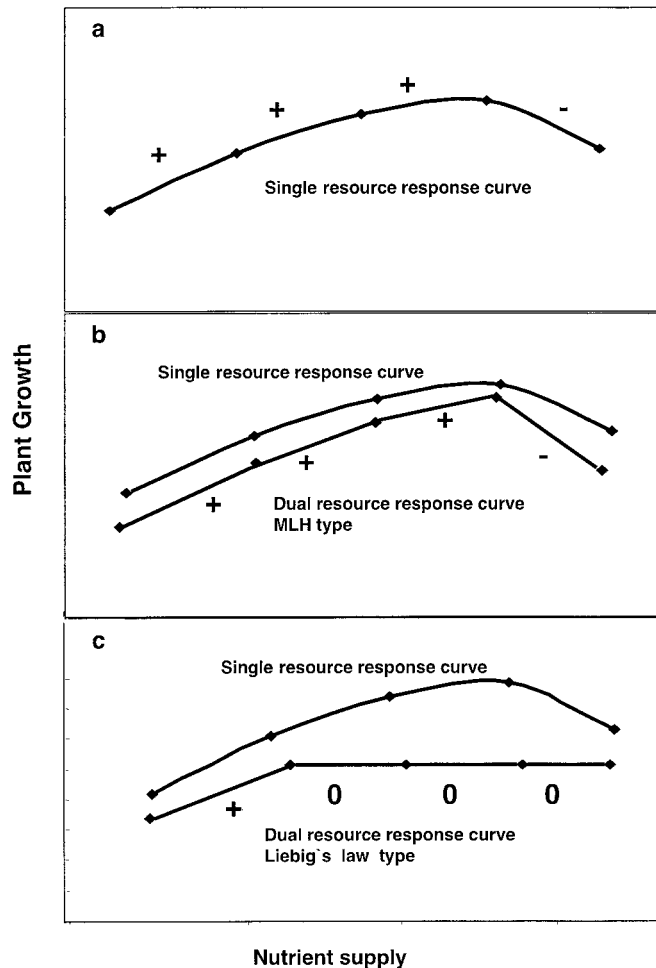 a
+
+
+
-
Single resource response curve
b
Single resource response curve
+
+
+
-
Dual resource response curve
MLH type
c
Single resource response curve
+
0
0
0
Dual resource response curve
Liebig`s law type
Plant Growth
Nutrient supply